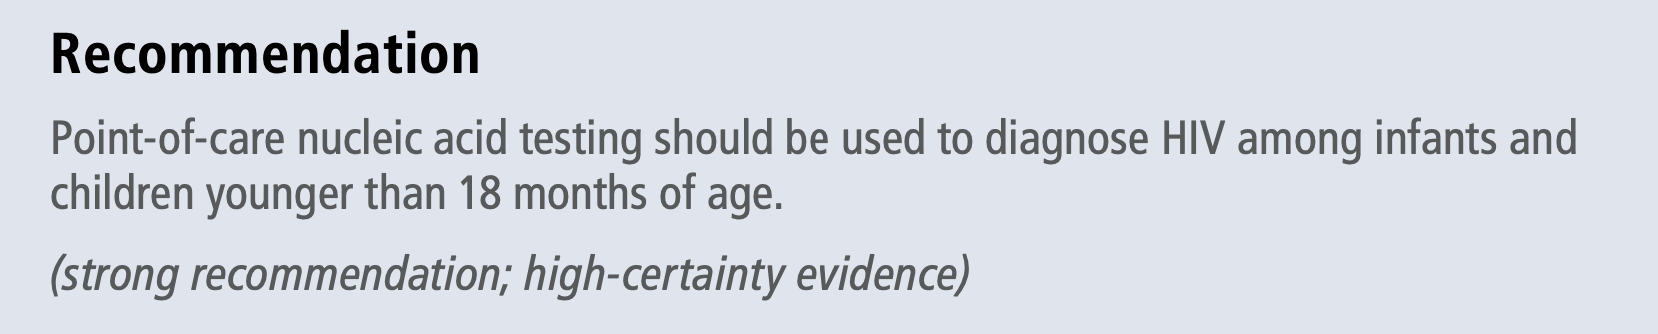 Recommendation
Point-of-care nucleic acid testing should be used to diagnose HIV among infants and
children younger than 18 months of age.
(strong recommendation; high-certainty evidence)